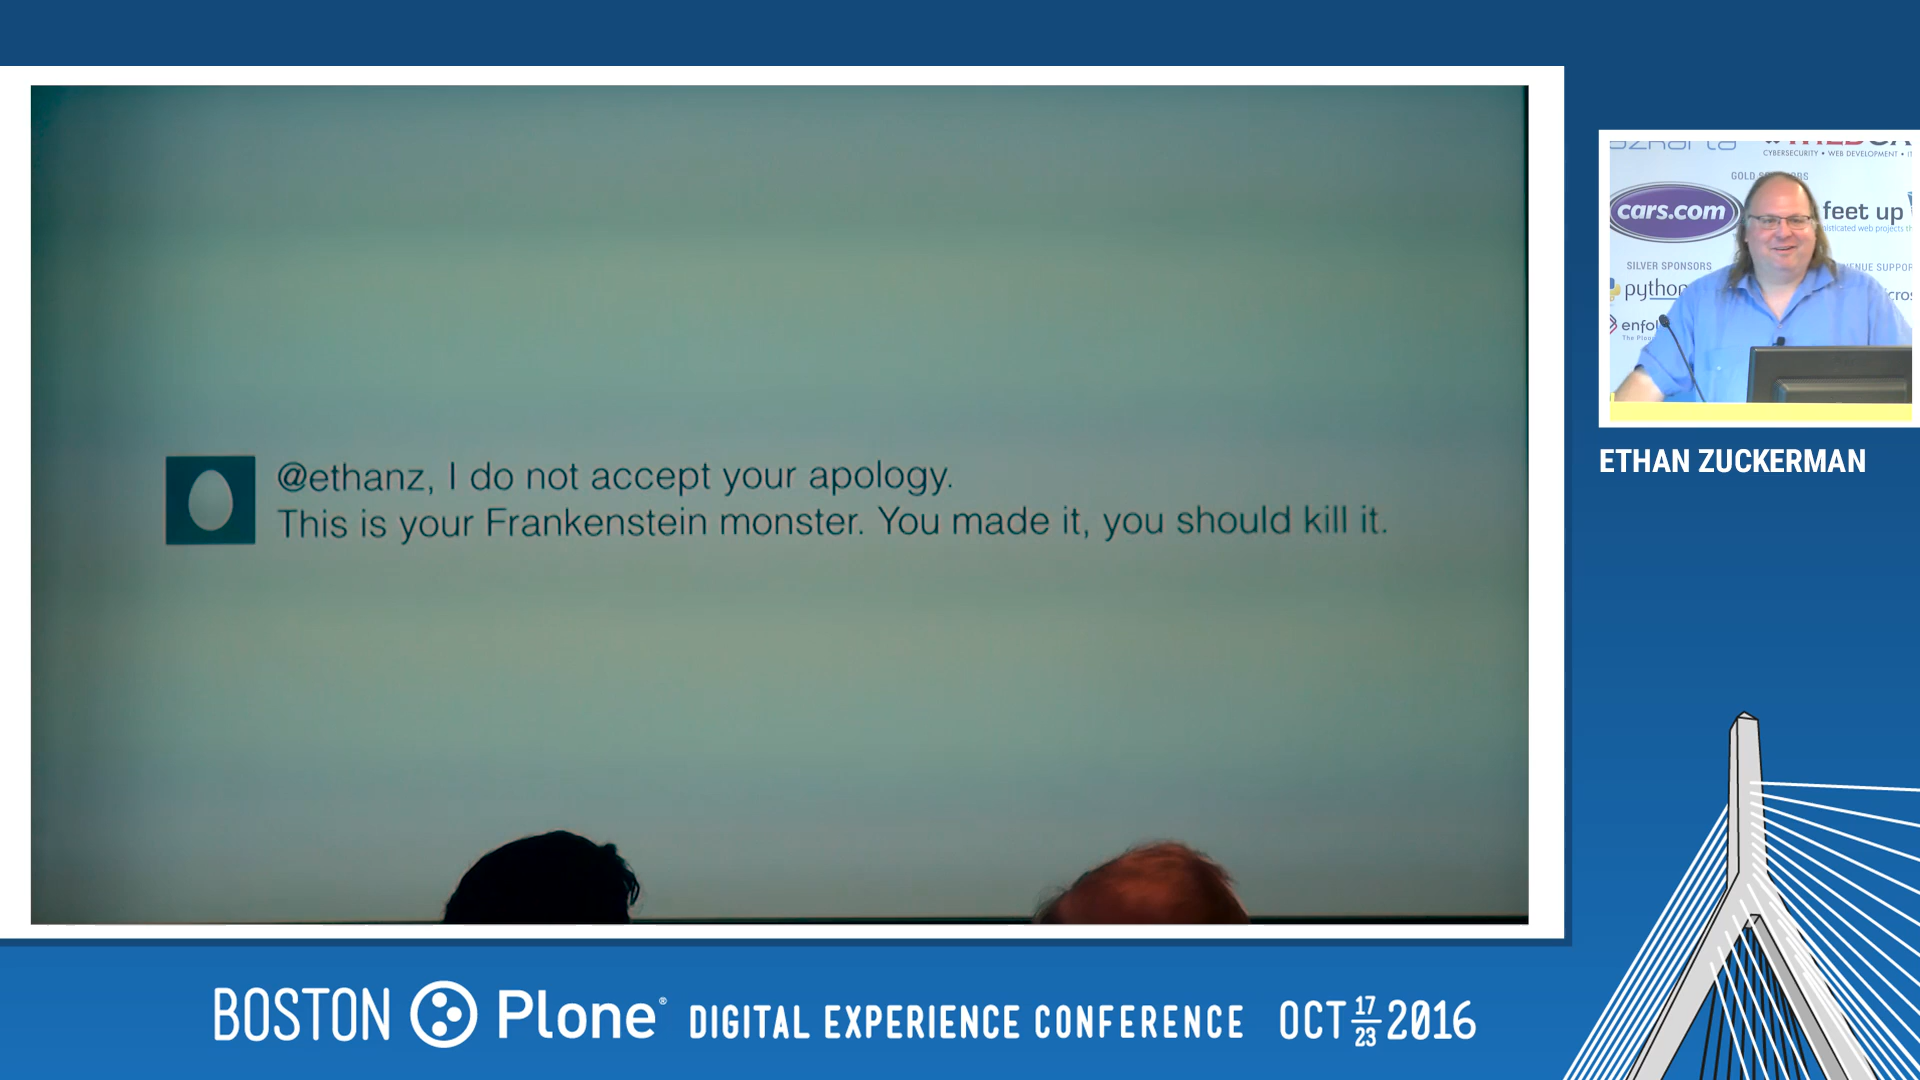 @ethanz, I do not accept your apology.
This is your Frankenstein monster. You made it, you should kill it.
CYBERSECURITY • WEB DEVELOPMENT •
GOLD
cars.com
feet up
SILVER SPONSORS
python
ETHAN ZUCKERMAN
BOSTON Plone® DIGITAL EXPERIENCE CONFERENCE OCT 17 23 2016